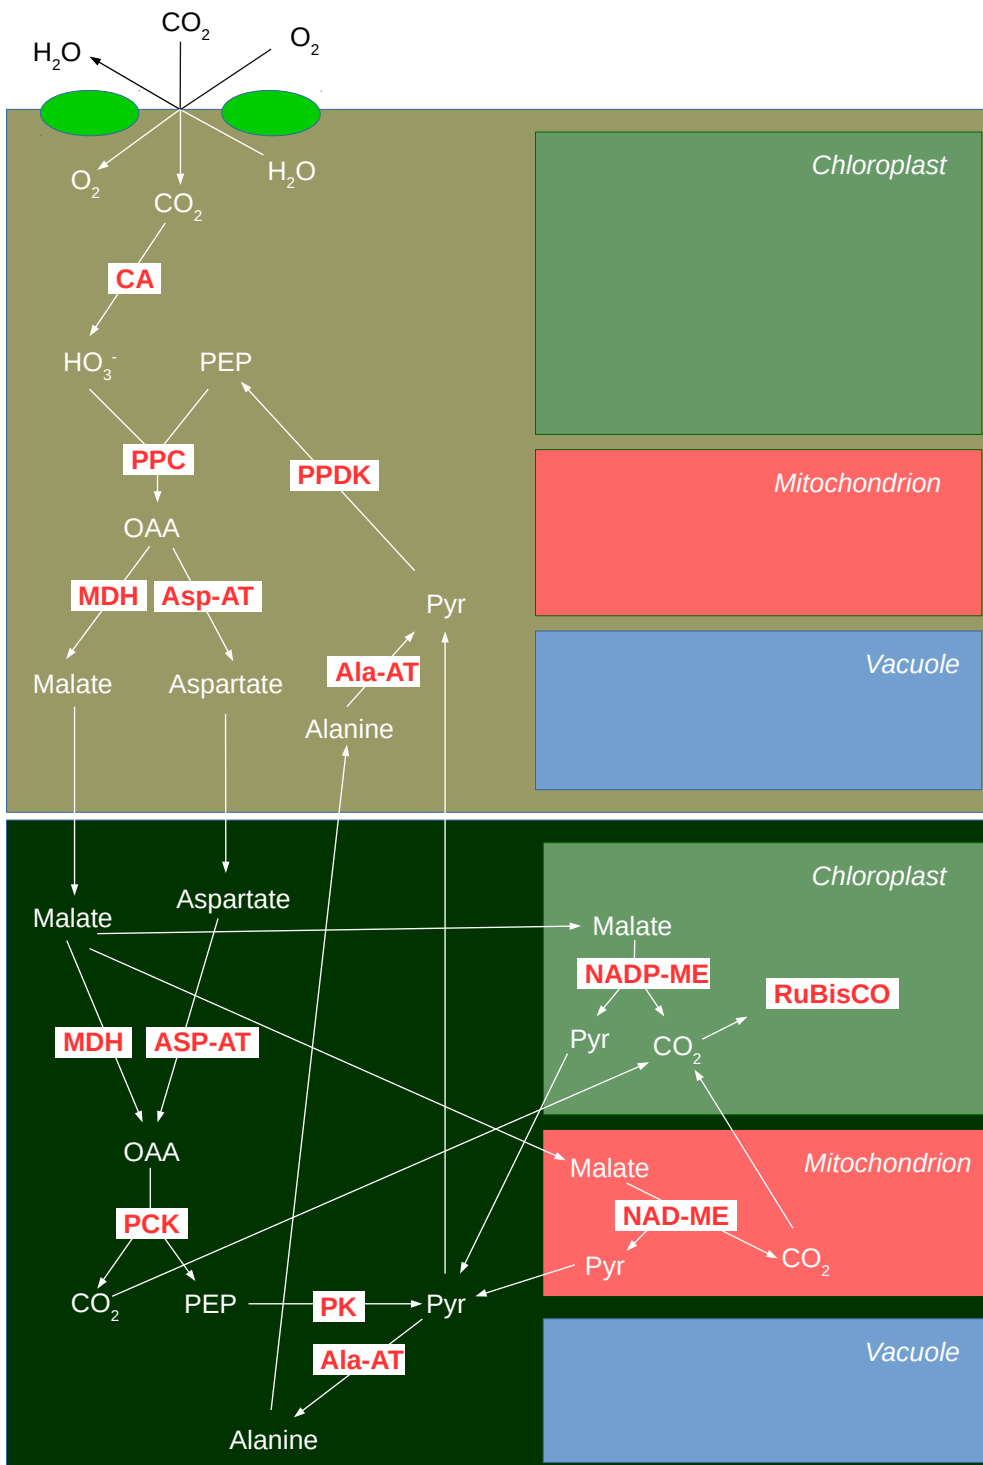 CO₂
H₂O
O₂
O₂
H₂O
CO₂
Chloroplast
CA
HO₃⁻
PEP
PPC
PPDK
Mitochondrion
OAA
MDH
Asp-AT
Pyr
Malate
Aspartate
Ala-AT
Vacuole
Alanine
Chloroplast
Malate
Aspartate
Malate
NADP-ME
RuBisCO
MDH
ASP-AT
Pyr
CO₂
OAA
Malate
Mitochondrion
PCK
NAD-ME
Pyr
CO₂
CO₂
PEP
PK
Pyr
Ala-AT
Vacuole
Alanine